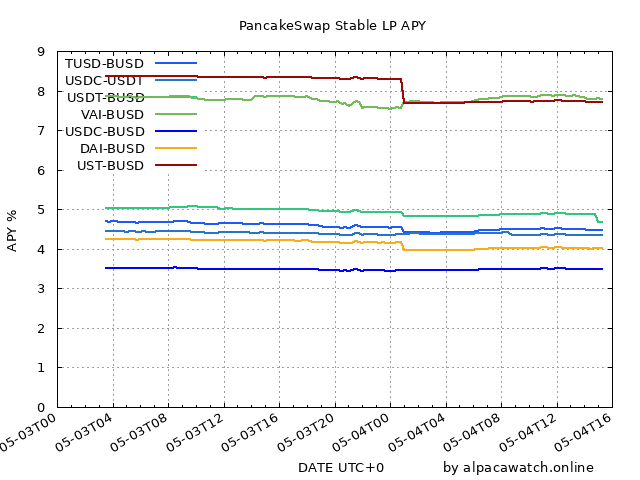 PancakeSwap Stable LP APY
9
8
7
6
5
4
3
2
1
0
APY %
TUSD-BUSD
USDC-USDT
USDT-BUSD
VAI-BUSD
USDC-BUSD
DAI-BUSD
UST-BUSD
05-03T00
05-03T04
05-03T08
05-03T12
05-03T16
05-03T20
05-04T00
05-04T04
05-04T08
05-04T12
05-04T16
DATE UTC+0
by alpacawatch.online